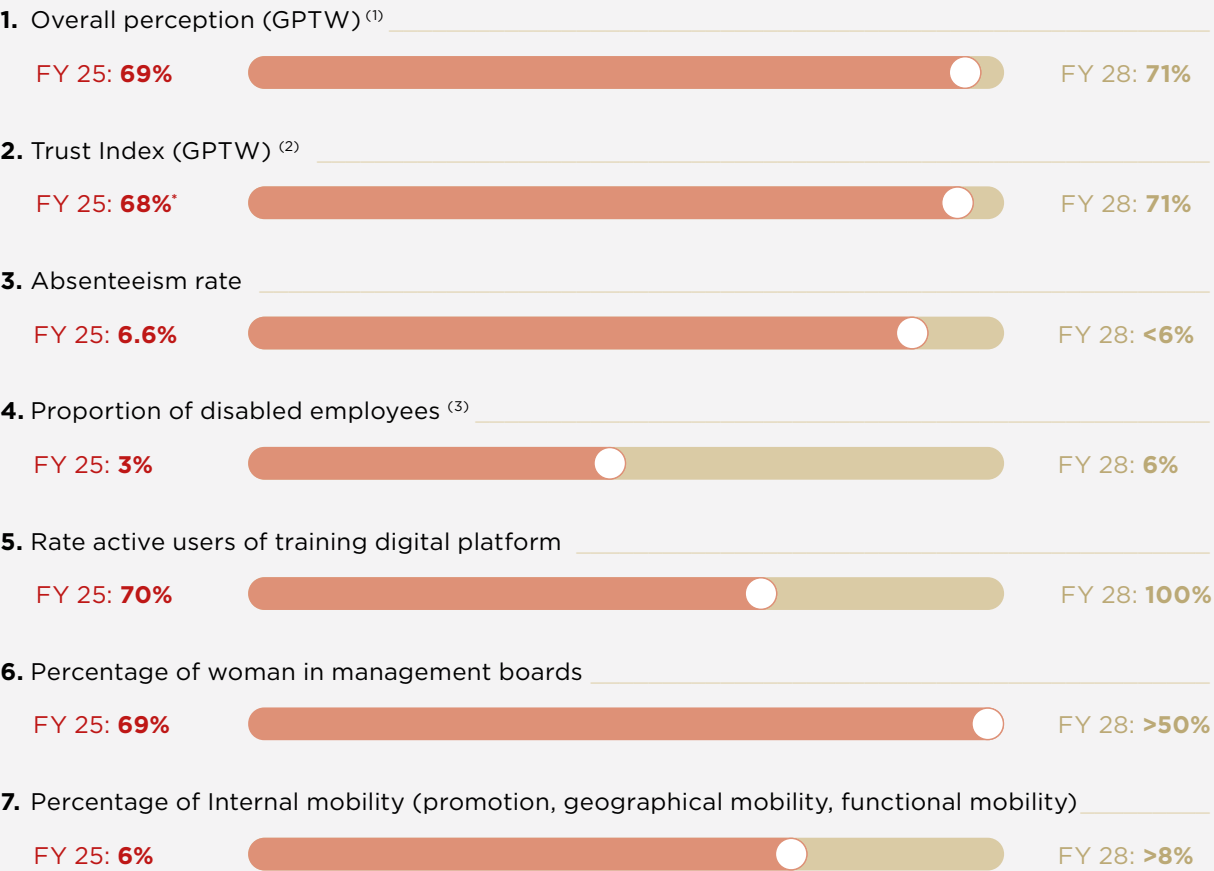 1. Overall perception (GPTW) (1)
FY 25: 69% FY 28: 71%
2. Trust Index (GPTW) (2)
FY 25: 68%* FY 28: 71%
3. Absenteeism rate
FY 25: 6.6% FY 28: <6%
4. Proportion of disabled employees (3)
FY 25: 3% FY 28: 6%
5. Rate active users of training digital platform
FY 25: 70% FY 28: 100%
6. Percentage of woman in management boards
FY 25: 69% FY 28: >50%
7. Percentage of Internal mobility (promotion, geographical mobility, functional mobility)
FY 25: 6% FY 28: >8%